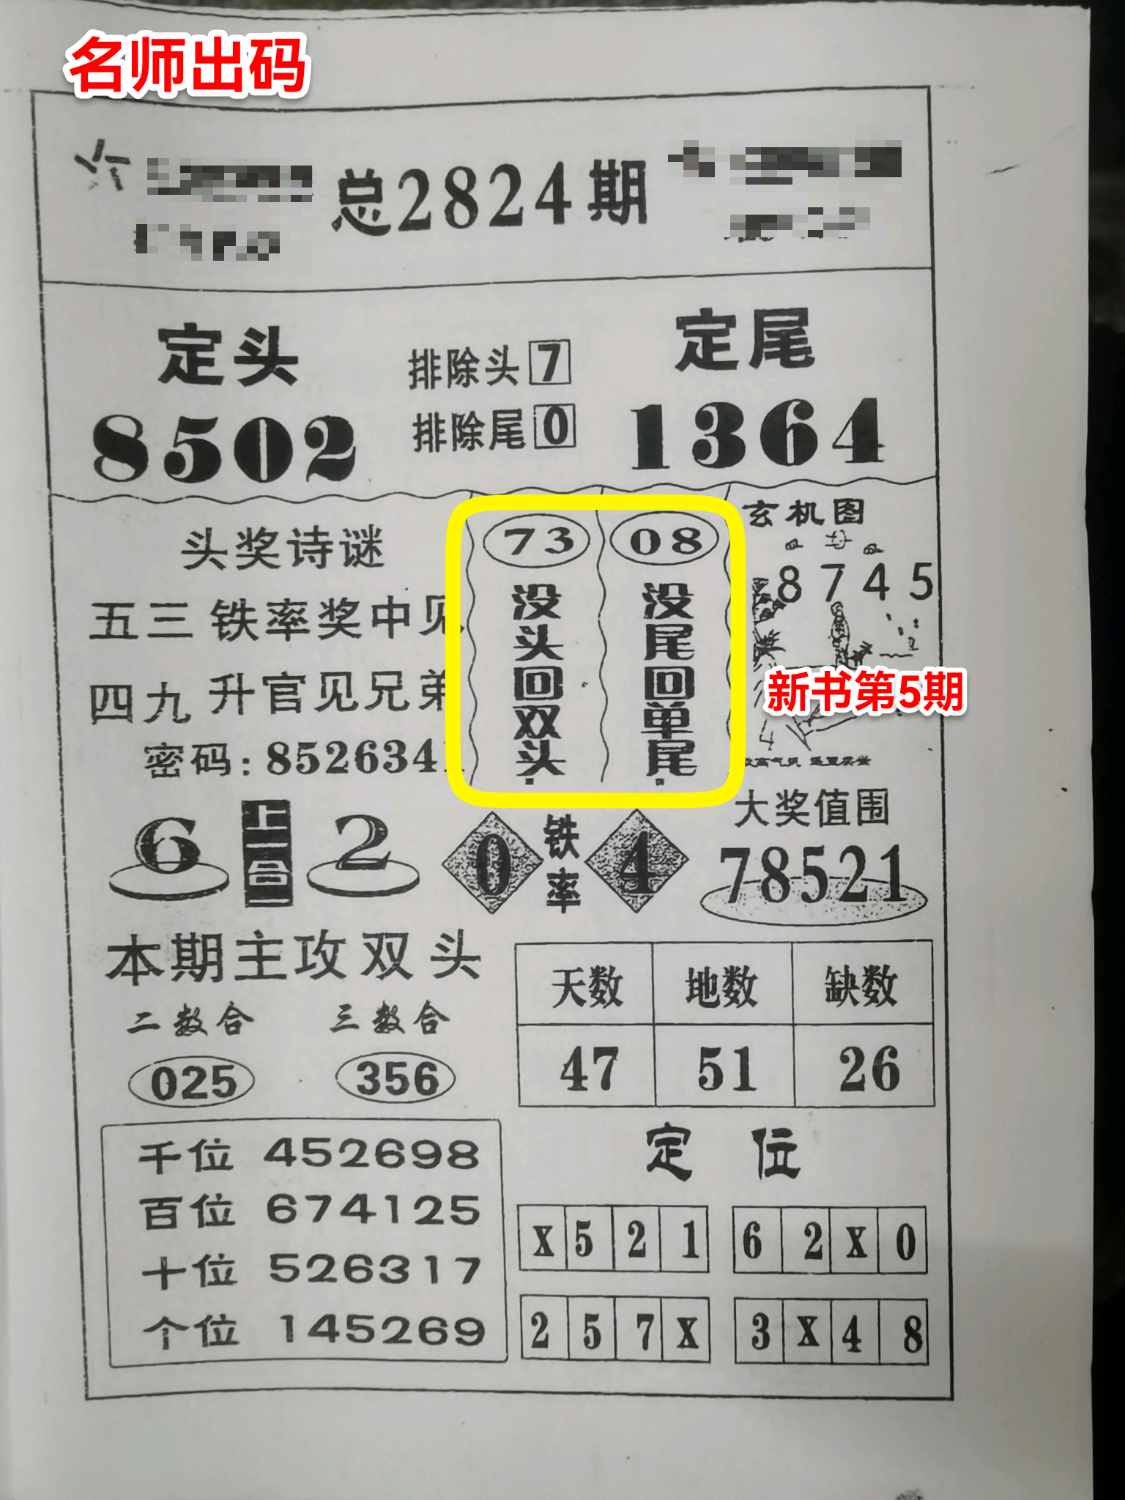 名师出码
总2824期
定头
8502
排除头7
排除尾0
定尾
1364
头奖诗谜
五三 铁率奖中见
四九 升官见兄弟
密码:852634
73
没头回双头
08
没尾回单尾
玄机图
8745
新书第5期
6 上合 2
0 铁率 4
大奖值围
78521
本期主攻双头
二数合 三数合
025 356
天数 地数 缺数
47 51 26
千位 452698
百位 674125
十位 526317
个位 145269
定位
X521 62X0
257X 3X48